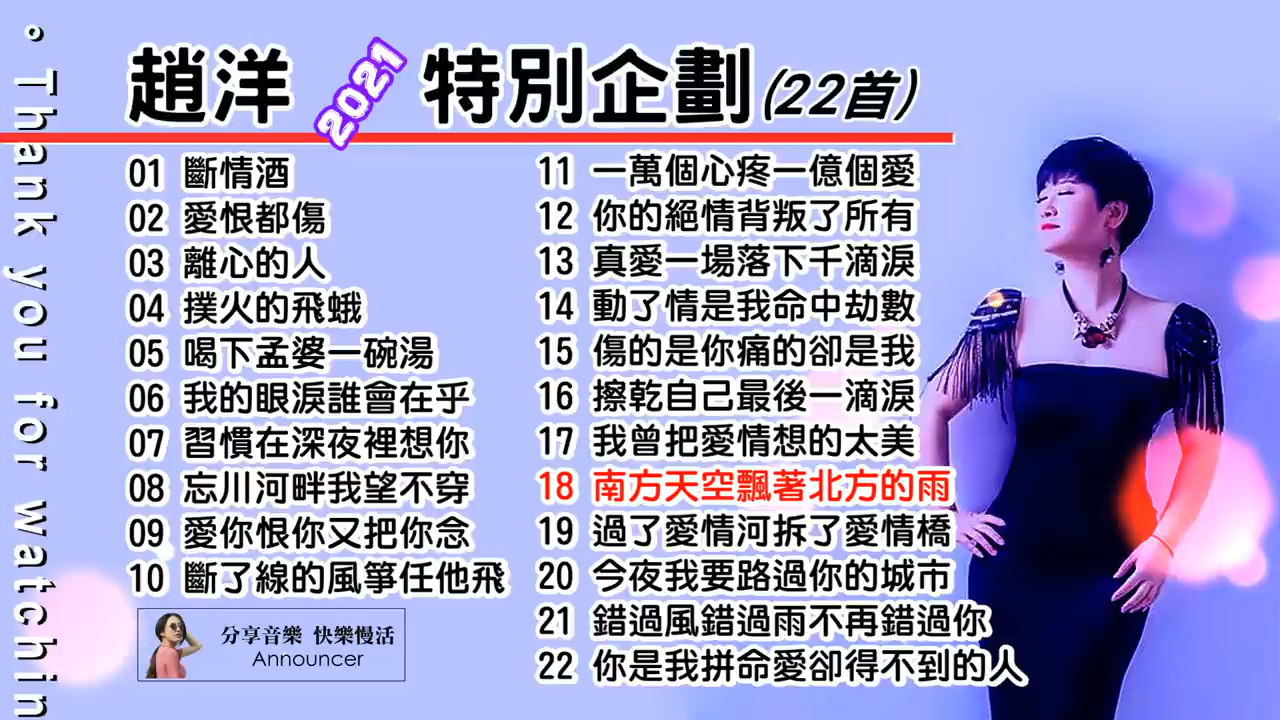 。Thank you for watchin
趙洋 2021 特別企劃(22首)
01 斷情酒
02 愛恨都傷
03 離心的人
04 撲火的飛蛾
05 喝下孟婆一碗湯
06 我的眼淚誰會在乎
07 習慣在深夜裡想你
08 忘川河畔我望不穿
09 愛你恨你又把你念
10 斷了線的風箏任他飛
11 一萬個心疼一億個愛
12 你的絕情背叛了所有
13 真愛一場落下千滴淚
14 動了情是我命中劫數
15 傷的是你痛的卻是我
16 擦乾自己最後一滴淚
17 我曾把愛情想的太美
18 南方天空飄著北方的雨
19 過了愛情河拆了愛情橋
20 今夜我要路過你的城市
21 錯過風錯過雨不再錯過你
22 你是我拼命愛卻得不到的人
分享音樂 快樂慢活
Announcer